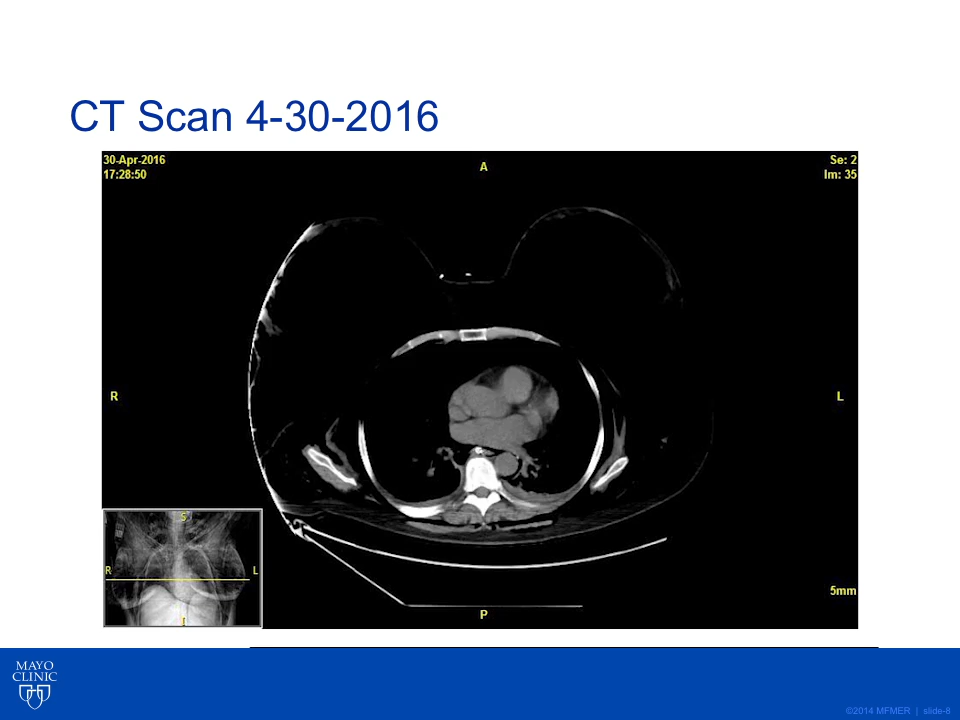 CT Scan 4-30-2016
30-Apr-2016
17:28:50
A
Se: 2
Im: 35
R
L
S
R
L
I
5mm
P
MAYO
CLINIC
©2014 MFMER | slide-8